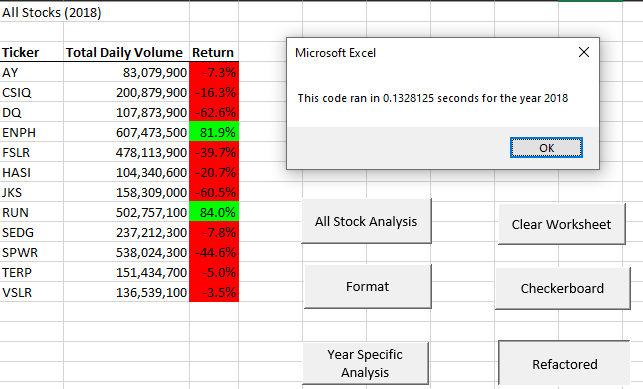 All Stocks (2018)
Ticker Total Daily Volume Return
AY 83,079,900 -7.3%
CSIQ 200,879,900 -16.3%
DQ 107,873,900 -62.6%
ENPH 607,473,500 81.9%
FSLR 478,113,900 -39.7%
HASI 104,340,600 -20.7%
JKS 158,309,000 -60.5%
RUN 502,757,100 84.0%
SEDG 237,212,300 -7.8%
SPWR 538,024,300 -44.6%
TERP 151,434,700 -5.0%
VSLR 136,539,100 -3.5%
Microsoft Excel
This code ran in 0.1328125 seconds for the year 2018
OK
All Stock Analysis
Clear Worksheet
Format
Checkerboard
Year Specific
Analysis
Refactored